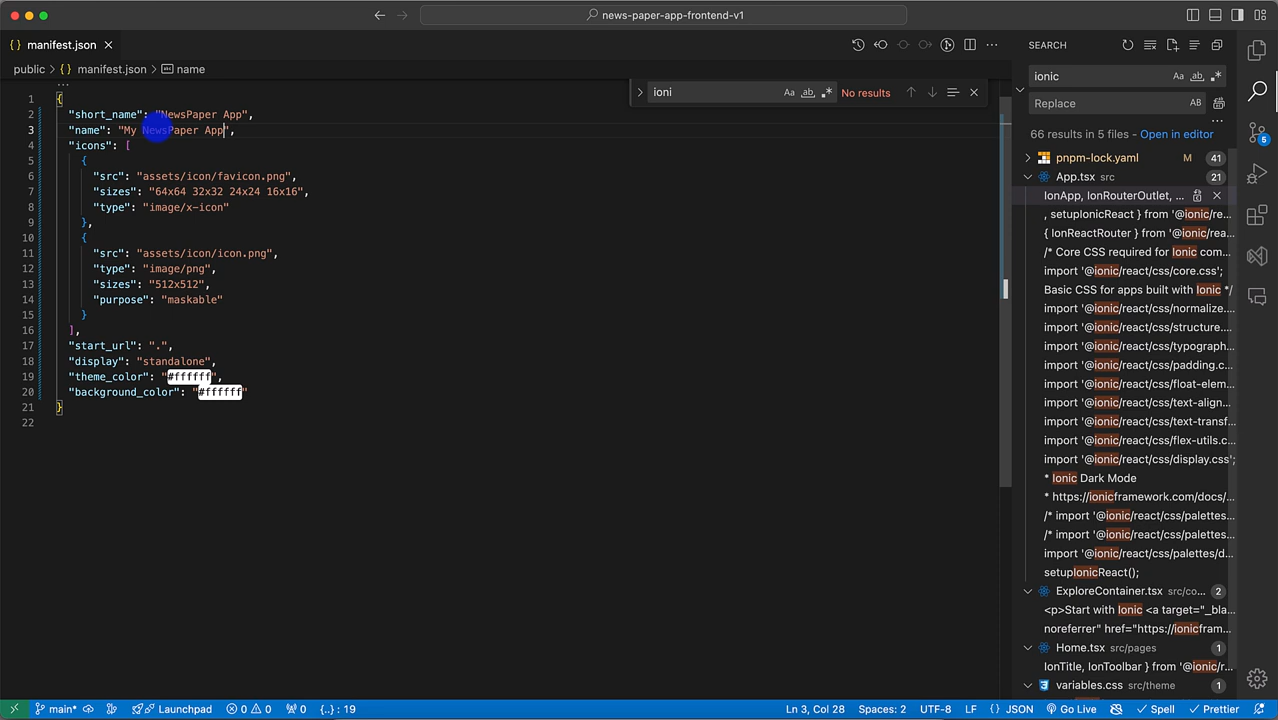 news-paper-app-frontend-v1
{} manifest.json
public > {} manifest.json > abc name
ioni
Aa
ab
.*
No results
...
1 {
2 "short_name": "NewsPaper App",
3 "name": "My NewsPaper App",
4 "icons": [
5 {
6 "src": "assets/icon/favicon.png",
7 "sizes": "64x64 32x32 24x24 16x16",
8 "type": "image/x-icon"
9 },
10 {
11 "src": "assets/icon/icon.png",
12 "type": "image/png",
13 "sizes": "512x512",
14 "purpose": "maskable"
15 }
16 ],
17 "start_url": ".",
18 "display": "standalone",
19 "theme_color": "#ffffff",
20 "background_color": "#ffffff"
21 }
22
SEARCH
ionic
Aa
ab
.*
Replace
AB
...
66 results in 5 files - Open in editor
pnpm-lock.yaml M 41
App.tsx src 21
IonApp, IonRouterOutlet, ...
, setupIonicReact } from '@ionic/re...
{ IonReactRouter } from '@ionic/rea...
/* Core CSS required for Ionic com...
import '@ionic/react/css/core.css';
Basic CSS for apps built with Ionic */
import '@ionic/react/css/normalize....
import '@ionic/react/css/structure....
import '@ionic/react/css/typograph...
import '@ionic/react/css/padding.c...
import '@ionic/react/css/float-elem...
import '@ionic/react/css/text-align...
import '@ionic/react/css/text-transf...
import '@ionic/react/css/flex-utils.c...
import '@ionic/react/css/display.css';
* Ionic Dark Mode
* https://ionicframework.com/docs/...
/* import '@ionic/react/css/palettes...
/* import '@ionic/react/css/palettes...
import '@ionic/react/css/palettes/d...
setupIonicReact();
ExploreContainer.tsx src/co... 2
<p>Start with Ionic <a target="_bla...
noreferrer" href="https://ionicfram...
Home.tsx src/pages 1
IonTitle, IonToolbar } from '@ionic/r...
variables.css src/theme 1
5
main*
Launchpad
0
0
0
{..} : 19
Ln 3, Col 28
Spaces: 2
UTF-8
LF
{} JSON
Go Live
Spell
Prettier